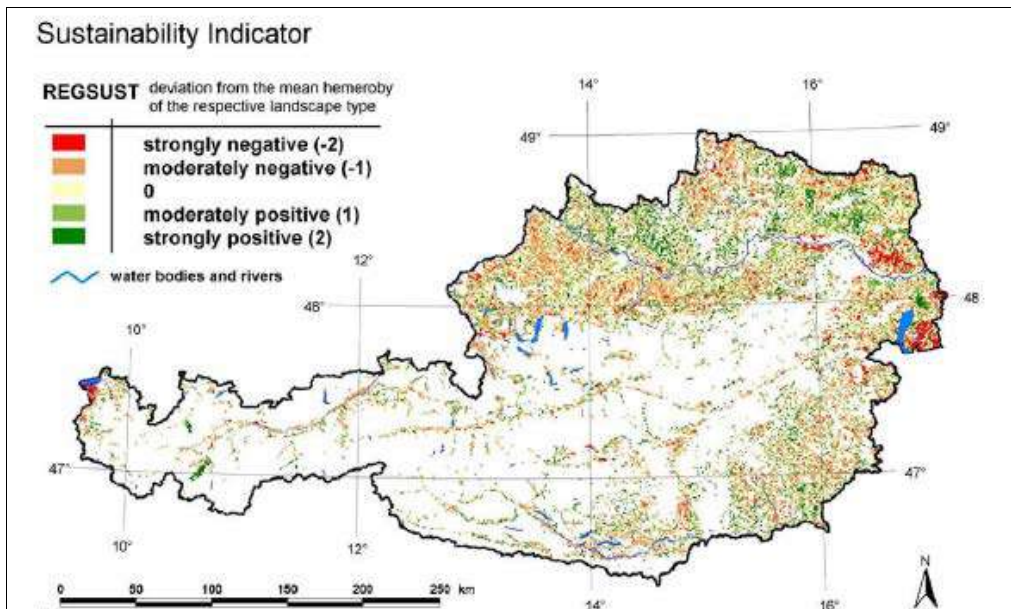 Sustainability Indicator
REGSUST deviation from the mean hemeroby
of the respective landscape type
strongly negative (-2)
moderately negative (-1)
0
moderately positive (1)
strongly positive (2)
water bodies and rivers
14°
16°
49°
49°
12°
48°
48
10°
47°
47°
10°
12°
14°
16°
N
0 50 100 150 200 250 km